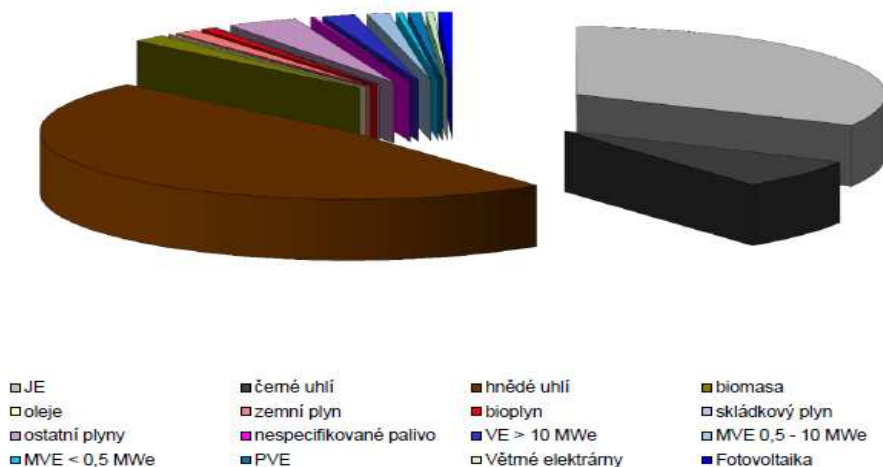 JE černé uhlí hnědé uhlí biomasa
oleje zemní plyn bioplyn skládkový plyn
ostatní plyny nespecifikované palivo VE > 10 MWe MVE 0,5 - 10 MWe
MVE < 0,5 MWe PVE Větrné elektrárny Fotovoltaika